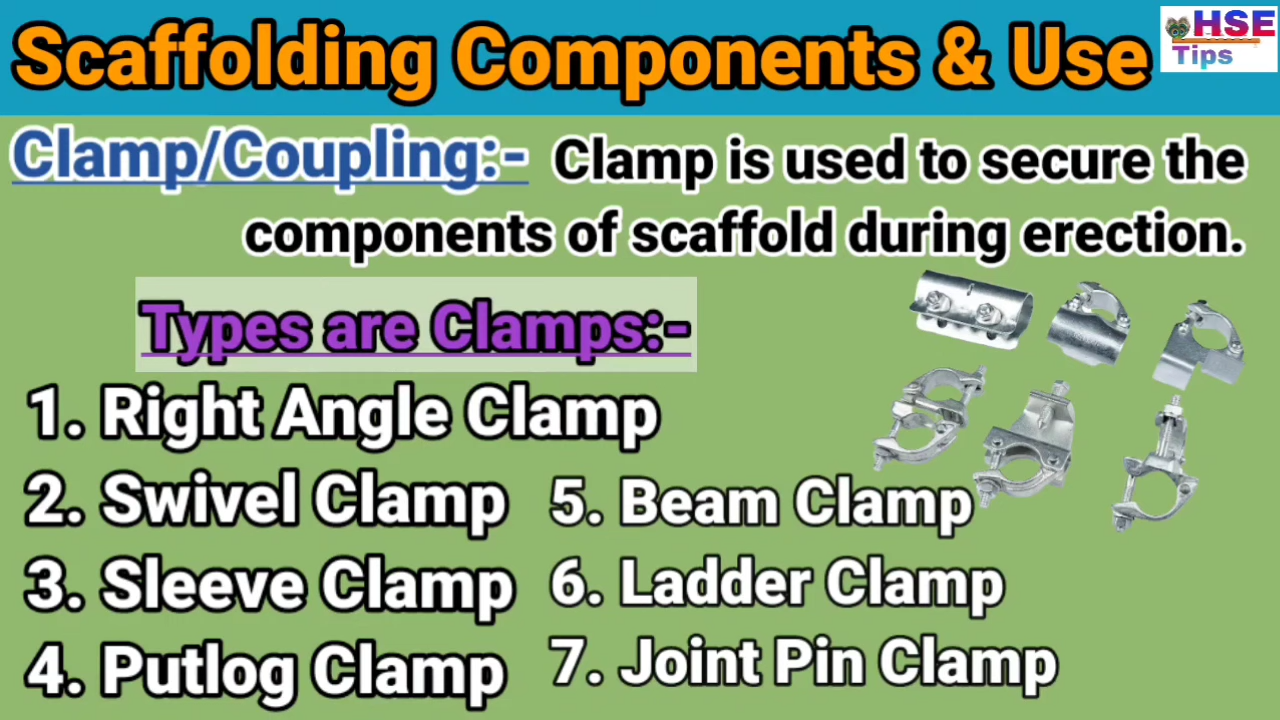 Scaffolding Components & Use
HSE
Tips
Clamp/Coupling:- Clamp is used to secure the
components of scaffold during erection.
Types are Clamps:-
1. Right Angle Clamp
2. Swivel Clamp
3. Sleeve Clamp
4. Putlog Clamp
5. Beam Clamp
6. Ladder Clamp
7. Joint Pin Clamp